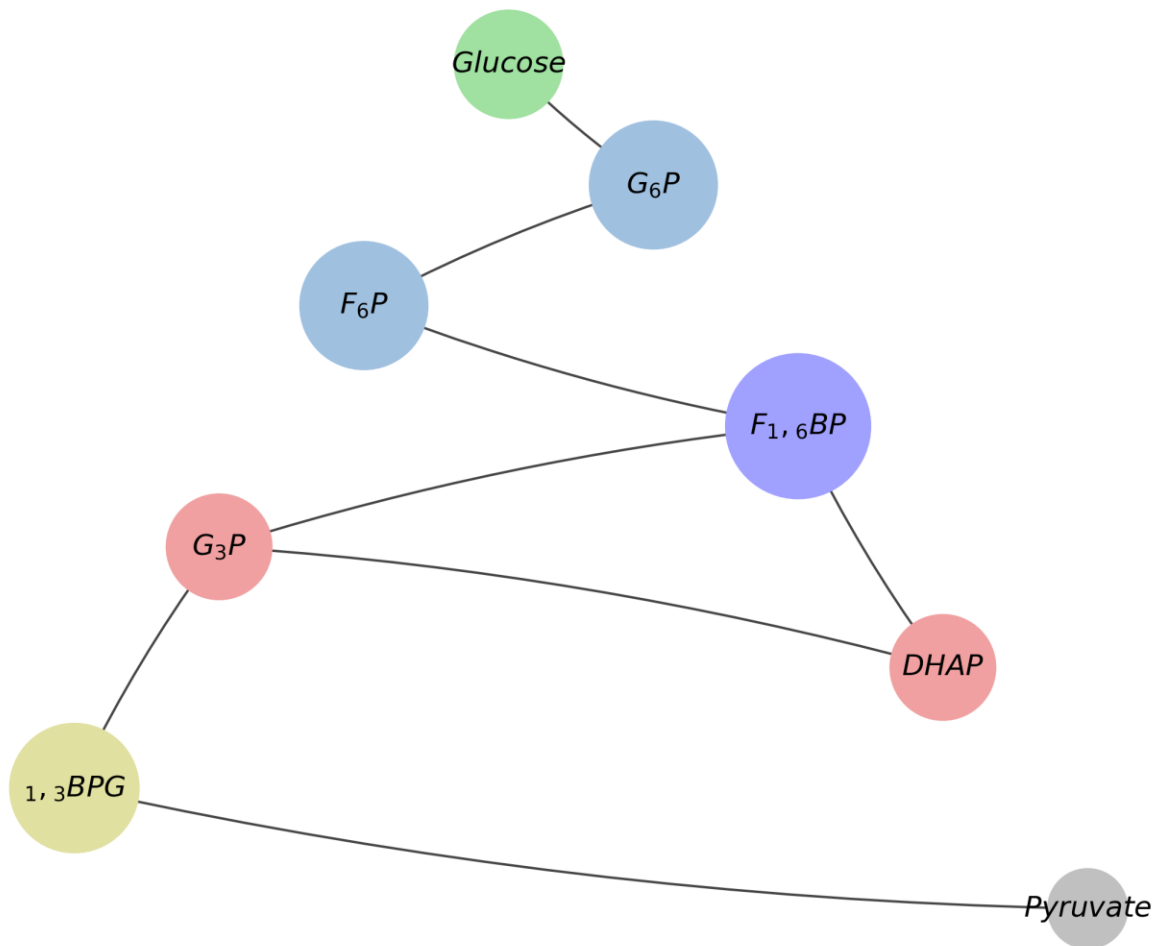 Glucose
G₆P
F₆P
F₁,₆BP
G₃P
DHAP
₁,₃BPG
Pyruvate